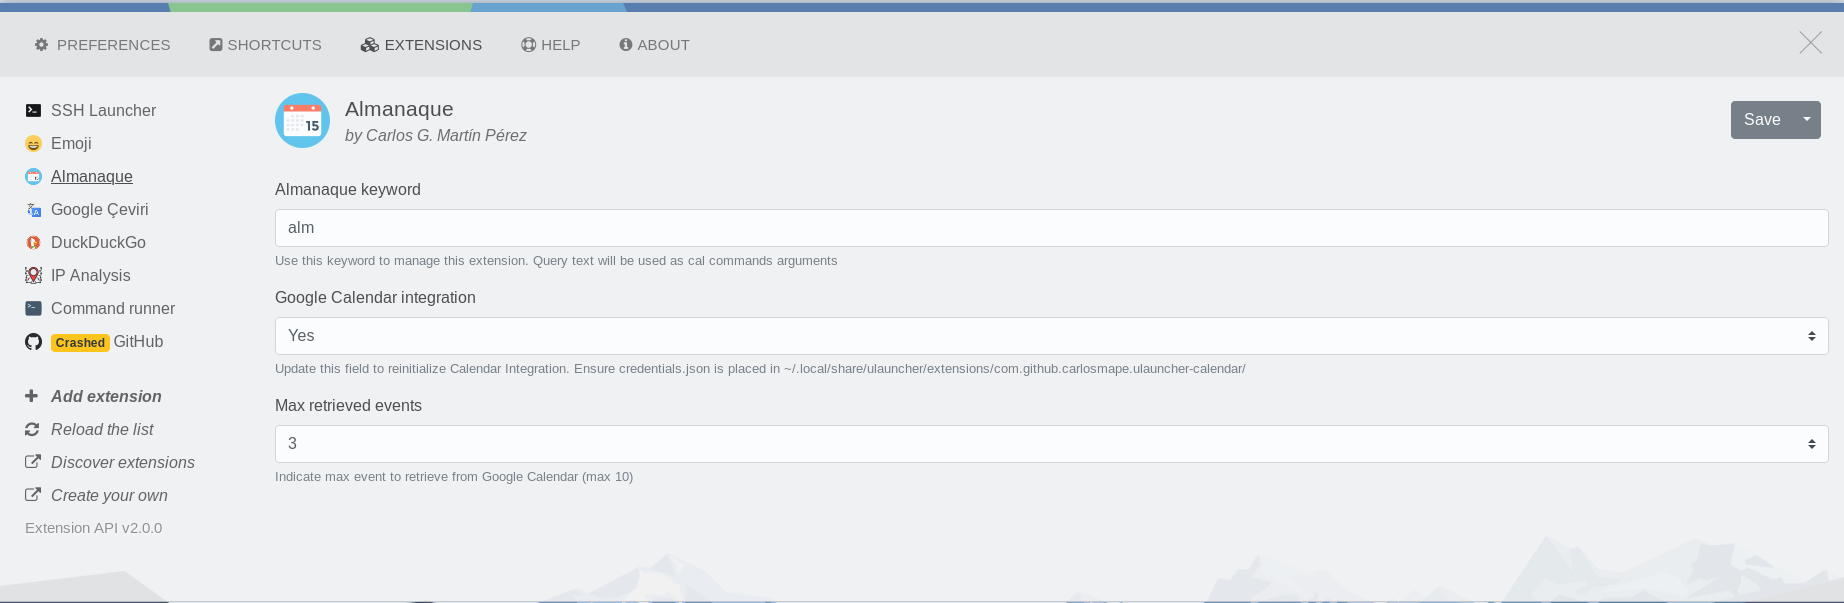 PREFERENCES SHORTCUTS EXTENSIONS HELP ABOUT
SSH Launcher
Emoji
Almanaque
Google Çeviri
DuckDuckGo
IP Analysis
Command runner
Crashed GitHub
Add extension
Reload the list
Discover extensions
Create your own
Extension API v2.0.0
15
Almanaque
by Carlos G. Martín Pérez
Save
Almanaque keyword
alm
Use this keyword to manage this extension. Query text will be used as cal commands arguments
Google Calendar integration
Yes
Update this field to reinitialize Calendar Integration. Ensure credentials.json is placed in ~/.local/share/ulauncher/extensions/com.github.carlosmape.ulauncher-calendar/
Max retrieved events
3
Indicate max event to retrieve from Google Calendar (max 10)